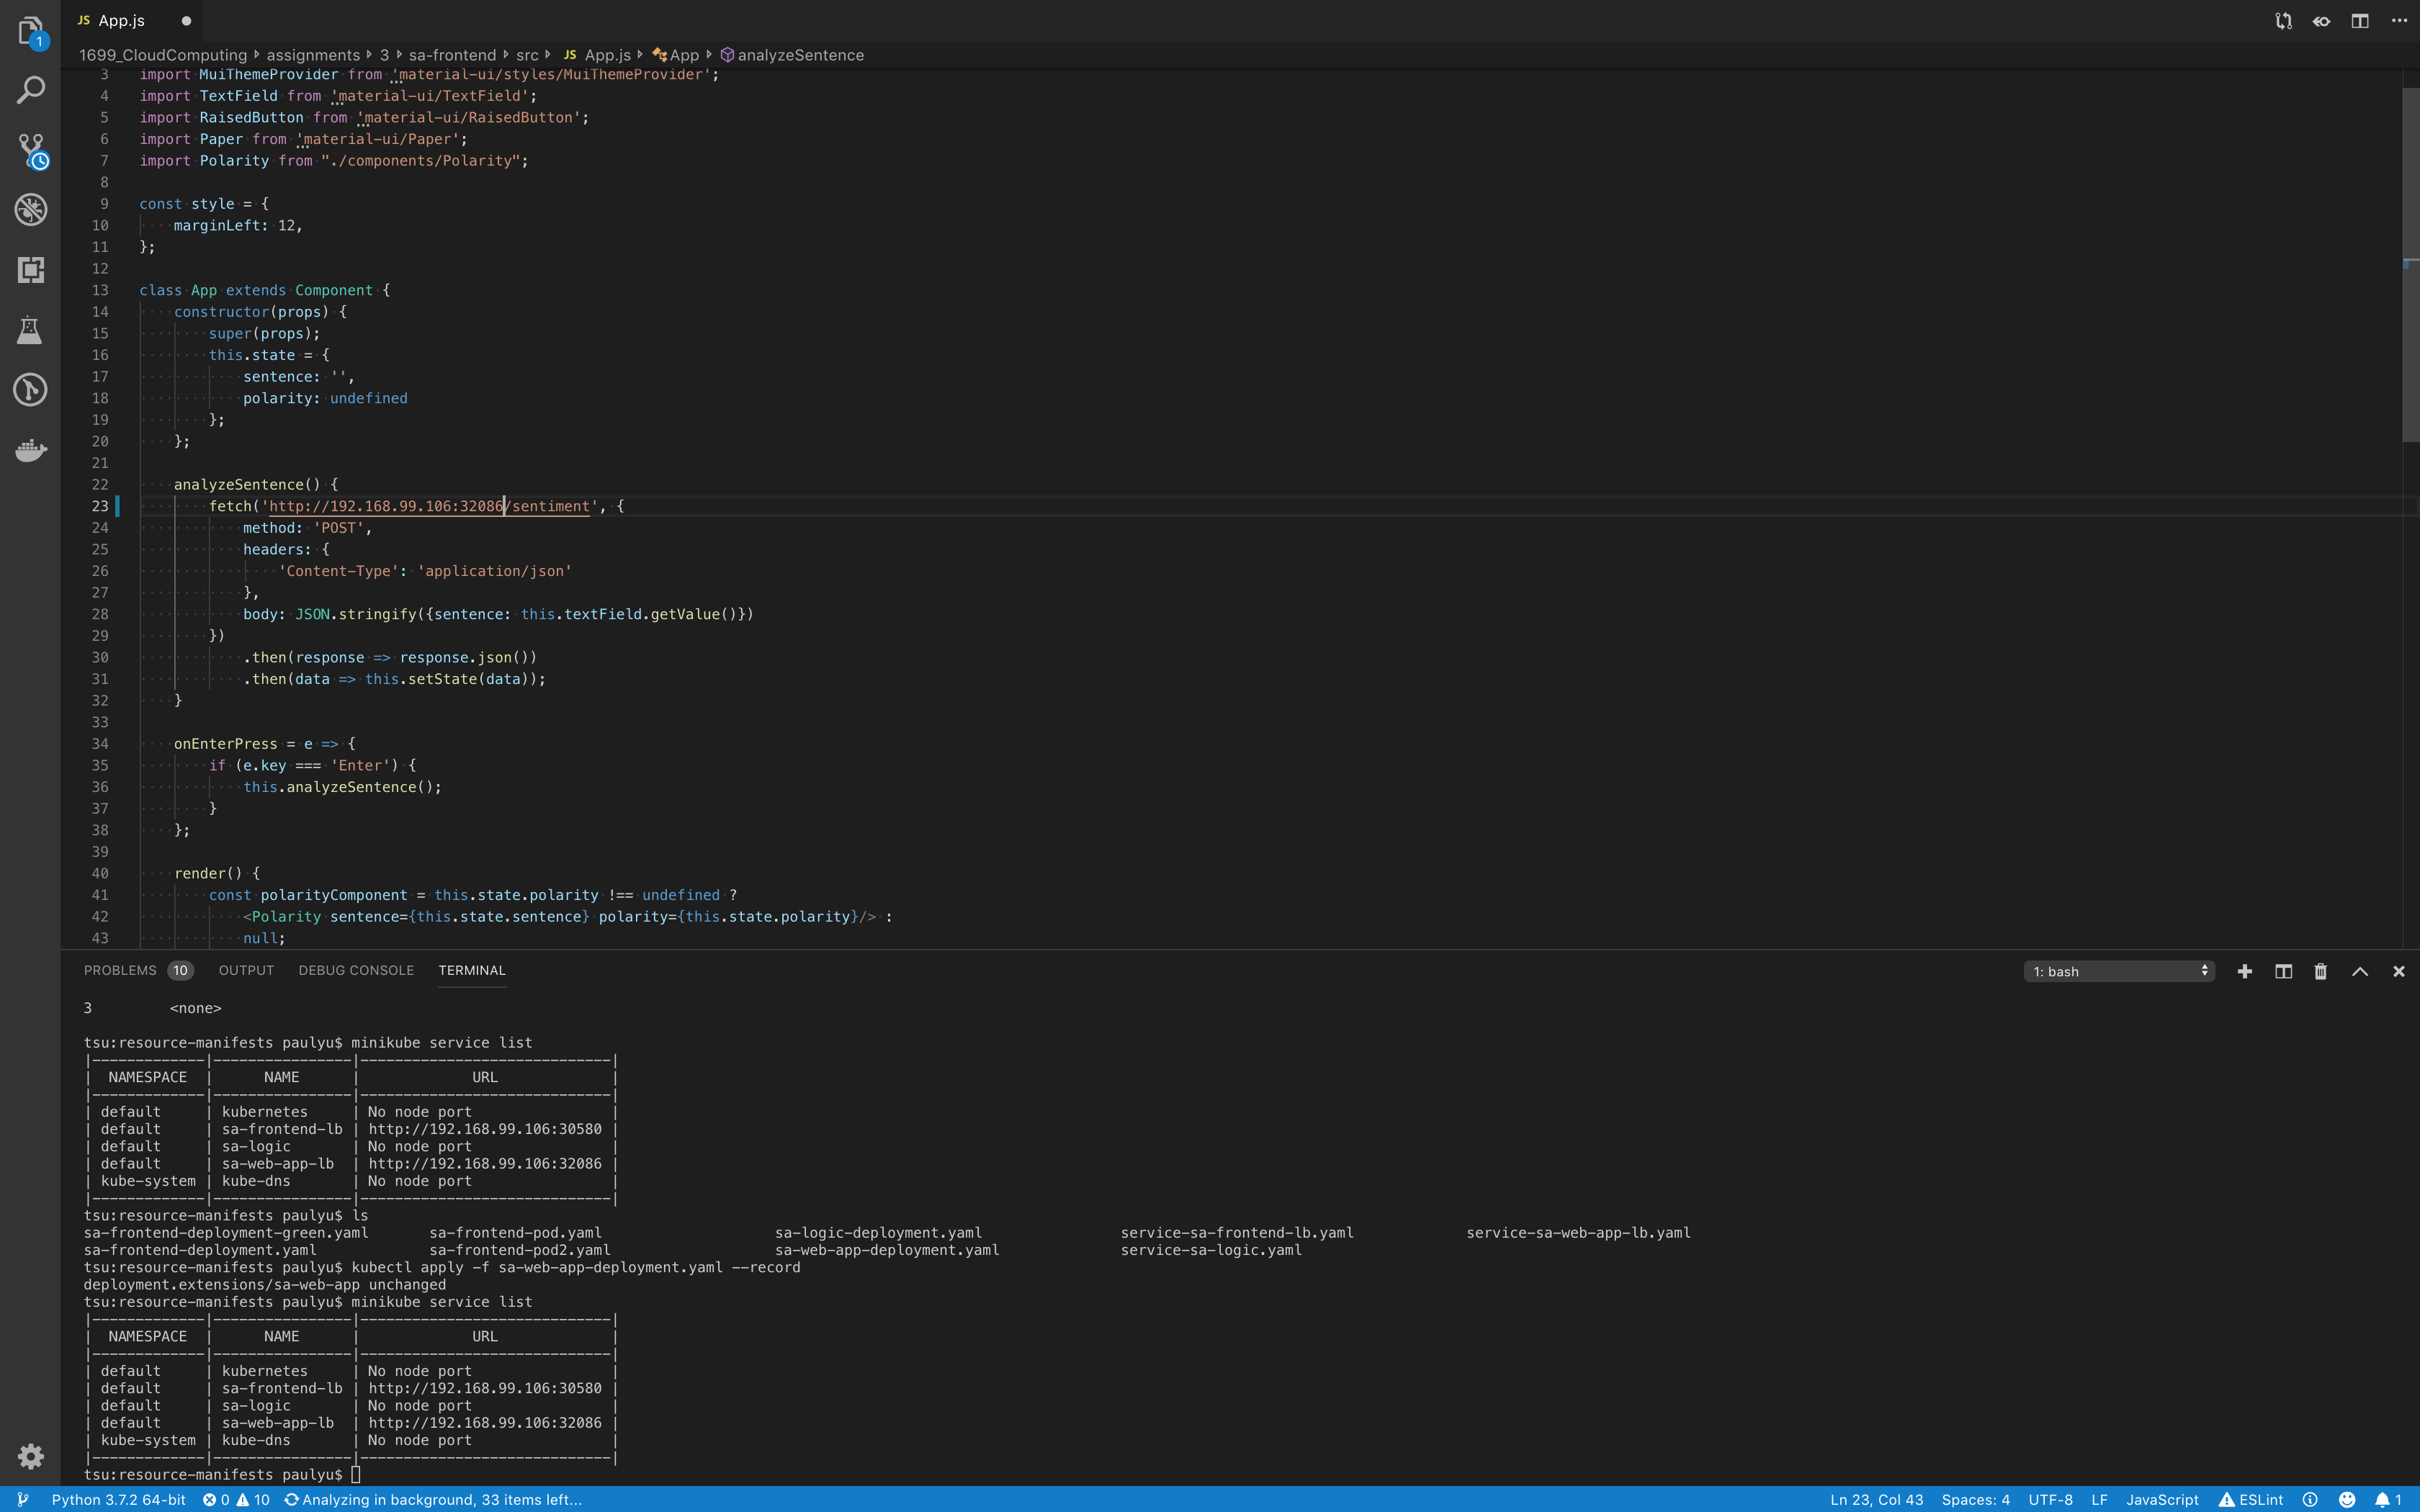 1
JS App.js
1699_CloudComputing assignments 3 sa-frontend src JS App.js App analyzeSentence
3 import MuiThemeProvider from 'material-ui/styles/MuiThemeProvider';
4 import TextField from 'material-ui/TextField';
5 import RaisedButton from 'material-ui/RaisedButton';
6 import Paper from 'material-ui/Paper';
7 import Polarity from "./components/Polarity";
8
9 const style = {
10 marginLeft: 12,
11 };
12
13 class App extends Component {
14 constructor(props) {
15 super(props);
16 this.state = {
17 sentence: '',
18 polarity: undefined
19 };
20 };
21
22 analyzeSentence() {
23 fetch('http://192.168.99.106:32086/sentiment', {
24 method: 'POST',
25 headers: {
26 'Content-Type': 'application/json'
27 },
28 body: JSON.stringify({sentence: this.textField.getValue()})
29 })
30 .then(response => response.json())
31 .then(data => this.setState(data));
32 }
33
34 onEnterPress = e => {
35 if (e.key === 'Enter') {
36 this.analyzeSentence();
37 }
38 };
39
40 render() {
41 const polarityComponent = this.state.polarity !== undefined ?
42 <Polarity sentence={this.state.sentence} polarity={this.state.polarity}/> :
43 null;
PROBLEMS 10 OUTPUT DEBUG CONSOLE TERMINAL 1: bash
3 <none>
tsu:resource-manifests paulyu$ minikube service list
|-------------|----------------|-----------------------------|
| NAMESPACE | NAME | URL |
|-------------|----------------|-----------------------------|
| default | kubernetes | No node port |
| default | sa-frontend-lb | http://192.168.99.106:30580 |
| default | sa-logic | No node port |
| default | sa-web-app-lb | http://192.168.99.106:32086 |
| kube-system | kube-dns | No node port |
|-------------|----------------|-----------------------------|
tsu:resource-manifests paulyu$ ls
sa-frontend-deployment-green.yaml sa-frontend-pod.yaml sa-logic-deployment.yaml service-sa-frontend-lb.yaml service-sa-web-app-lb.yaml
sa-frontend-deployment.yaml sa-frontend-pod2.yaml sa-web-app-deployment.yaml service-sa-logic.yaml
tsu:resource-manifests paulyu$ kubectl apply -f sa-web-app-deployment.yaml --record
deployment.extensions/sa-web-app unchanged
tsu:resource-manifests paulyu$ minikube service list
|-------------|----------------|-----------------------------|
| NAMESPACE | NAME | URL |
|-------------|----------------|-----------------------------|
| default | kubernetes | No node port |
| default | sa-frontend-lb | http://192.168.99.106:30580 |
| default | sa-logic | No node port |
| default | sa-web-app-lb | http://192.168.99.106:32086 |
| kube-system | kube-dns | No node port |
|-------------|----------------|-----------------------------|
tsu:resource-manifests paulyu$
Python 3.7.2 64-bit 0 10 Analyzing in background, 33 items left... Ln 23, Col 43 Spaces: 4 UTF-8 LF JavaScript ESLint 1